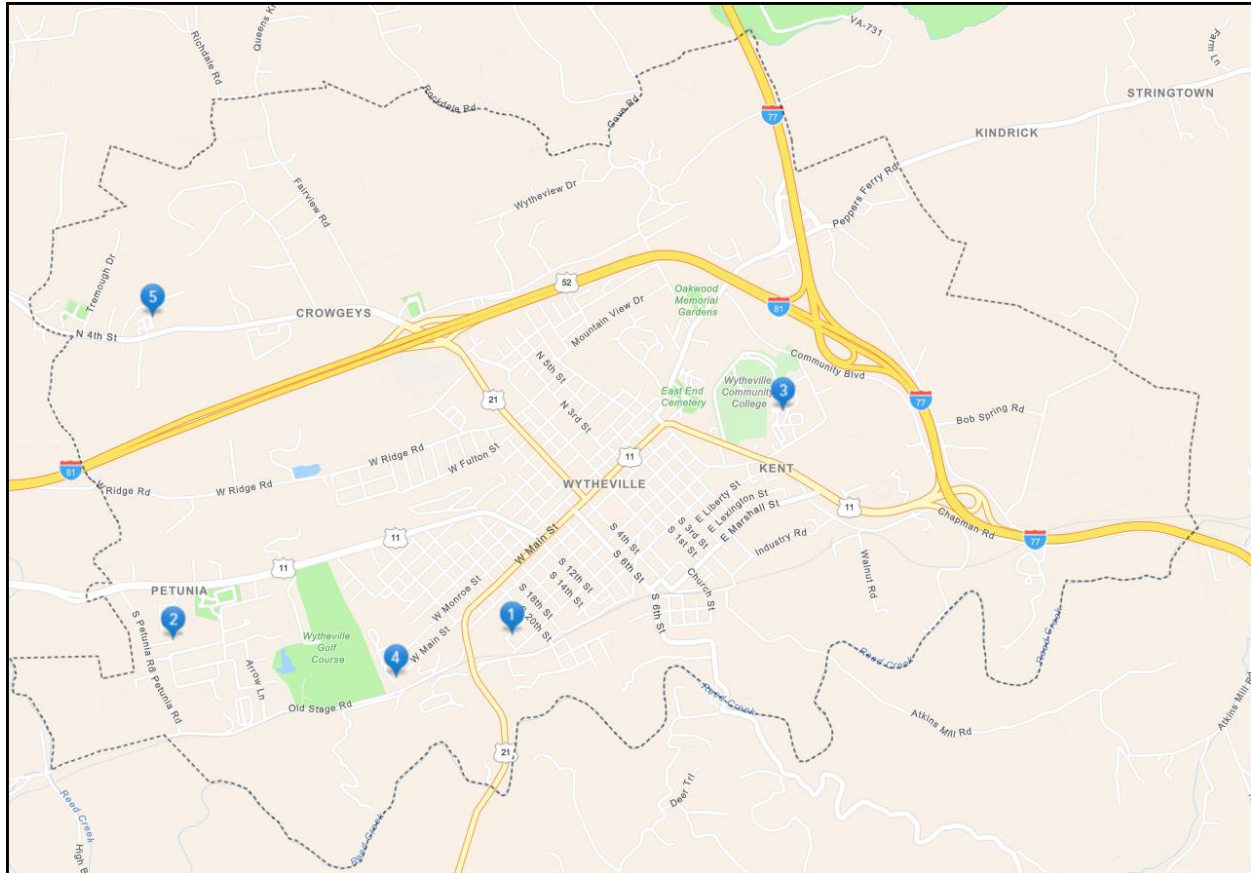 VA-731
Farm Ln
Richdale Rd
77
STRINGTOWN
Rockdale Rd
Cove Rd
KINDRICK
Peppers Ferry Rd
Wytheview Dr
Fairview Rd
Tremough Dr
52
5
Oakwood
Memorial
Gardens
81
CROWGEYS
N 4th St
Mountain View Dr
Community Blvd
N 5th St
Wytheville
Community
College
3
East End
Cemetery
21
77
N 3rd St
Bob Spring Rd
W Fulton St
W Ridge Rd
11
81
KENT
WYTHEVILLE
W Ridge Rd
W Ridge Rd
E Liberty St
E Lexington St
E Marshall St
11
S 3rd St
S 1st St
Chapman Rd
11
W Main St
S 4th St
S 6th St
Industry Rd
77
11
S 12th St
S 14th St
Walnut Rd
PETUNIA
W Monroe St
S 18th St
S 20th St
Church St
2
1
S 6th St
S Petunia Rd
S Petunia Rd
Wytheville
Golf
Course
W Main St
4
Arrow Ln
Reed Creek
Reed Creek
Old Stage Rd
Reed Creek
Atkins Mill Rd
Atkins Mill Rd
21
Deer Trl
Reed Creek
Reed Creek